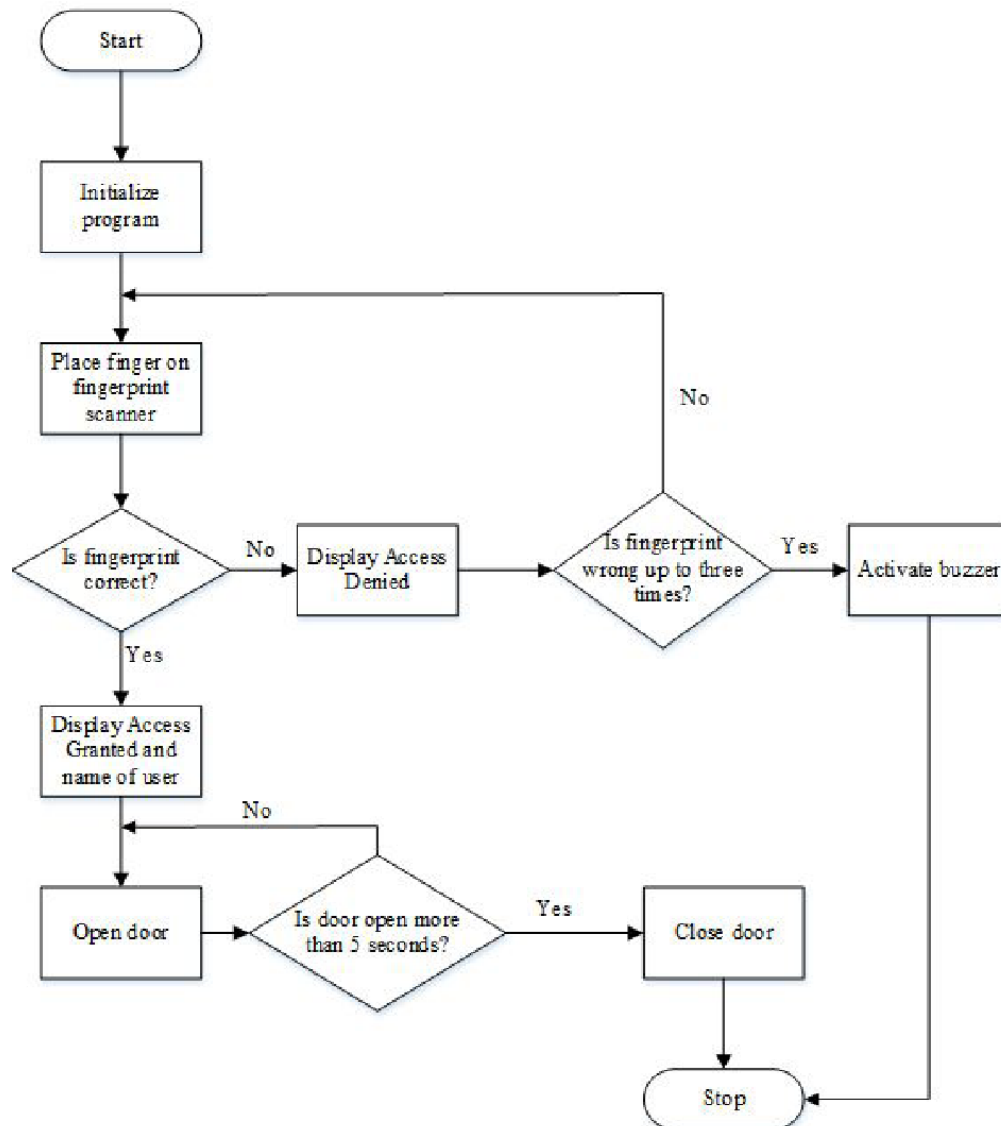 Start
Initialize
program
Place finger on
fingerprint
scanner
No
Is fingerprint
correct?
No
Display Access
Denied
Is fingerprint
wrong up to three
times?
Yes
Activate buzzer
Yes
Display Access
Granted and
name of user
No
Open door
Is door open more
than 5 seconds?
Yes
Close door
Stop